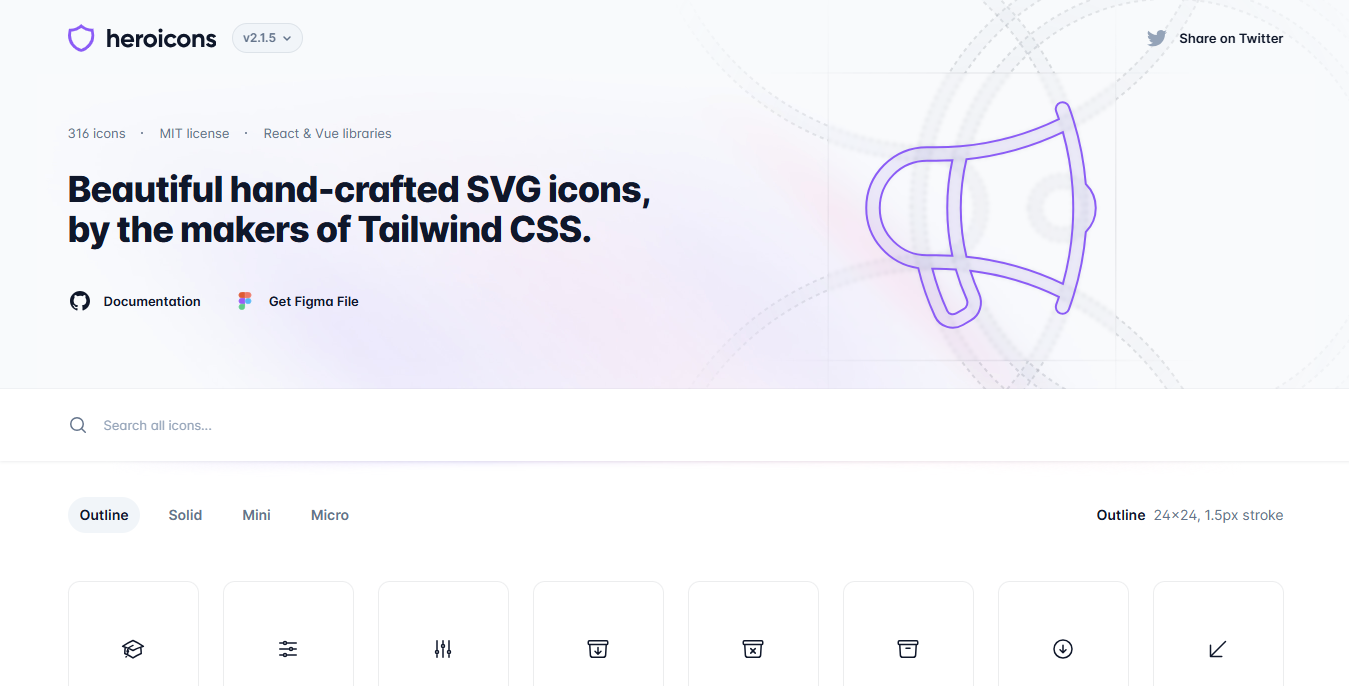 heroicons
v2.1.5
Share on Twitter
316 icons · MIT license · React & Vue libraries
Beautiful hand-crafted SVG icons,
by the makers of Tailwind CSS.
Documentation
Get Figma File
Search all icons...
Outline
Solid
Mini
Micro
Outline 24×24, 1.5px stroke